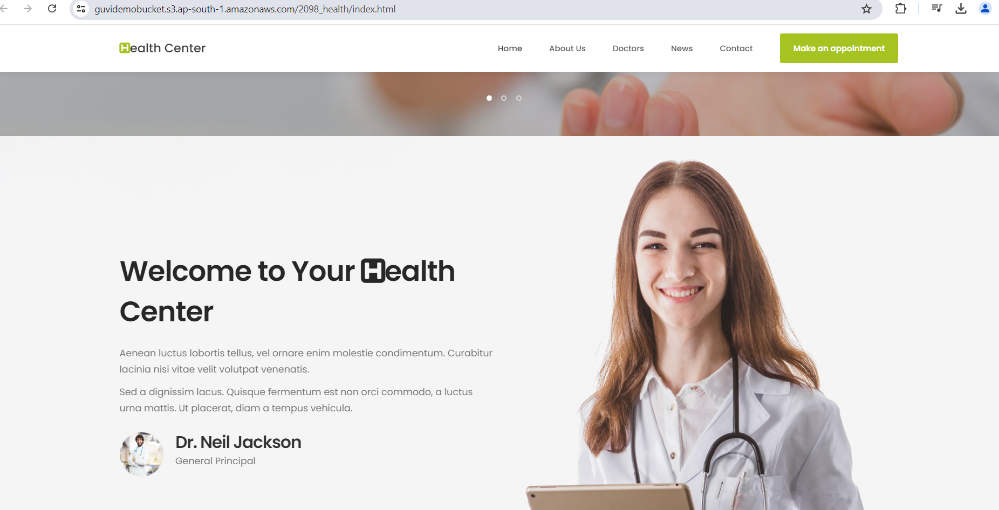 guvidemobucket.s3.ap-south-1.amazonaws.com/2098_health/index.html
Health Center
Home About Us Doctors News Contact Make an appointment
Welcome to Your Health
Center
Aenean luctus lobortis tellus, vel ornare enim molestie condimentum. Curabitur
lacinia nisi vitae velit volutpat venenatis.
Sed a dignissim lacus. Quisque fermentum est non orci commodo, a luctus
urna mattis. Ut placerat, diam a tempus vehicula.
Dr. Neil Jackson
General Principal